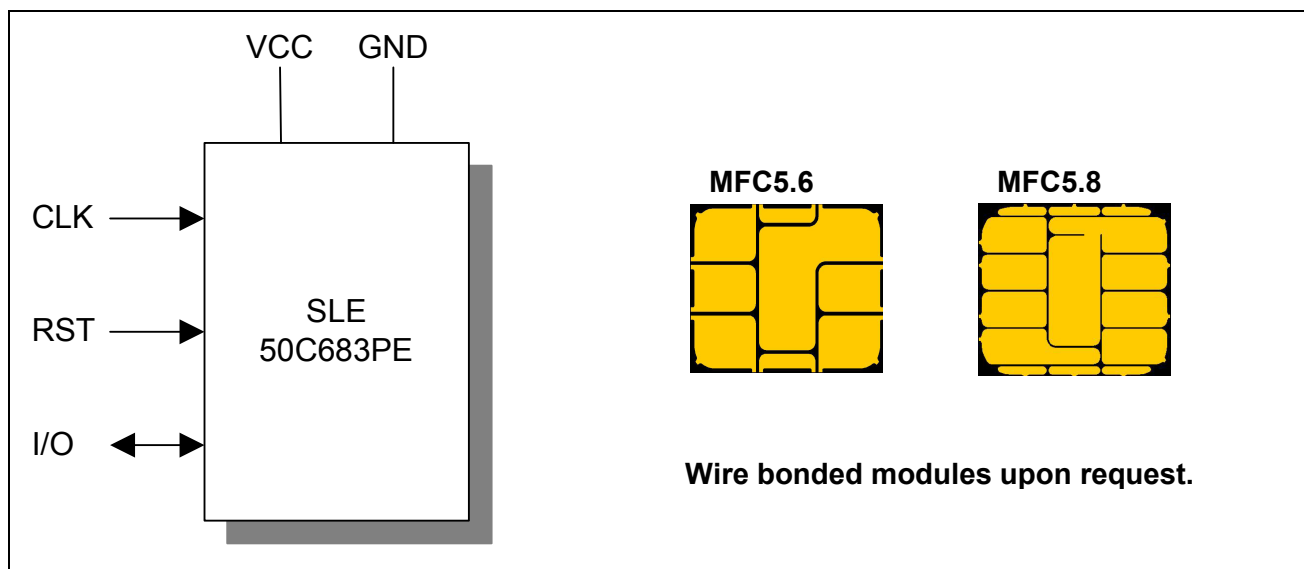 VCC GND
CLK
RST
I/O
SLE
50C683PE
MFC5.6
MFC5.8
Wire bonded modules upon request.